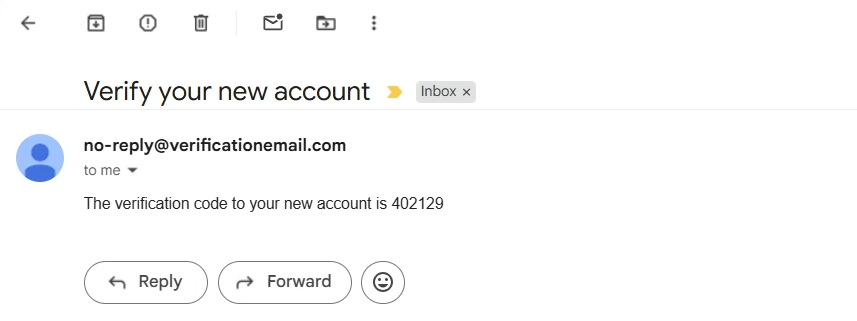 Verify your new account Inbox ×
no-reply@verificationemail.com
to me
The verification code to your new account is 402129
Reply Forward